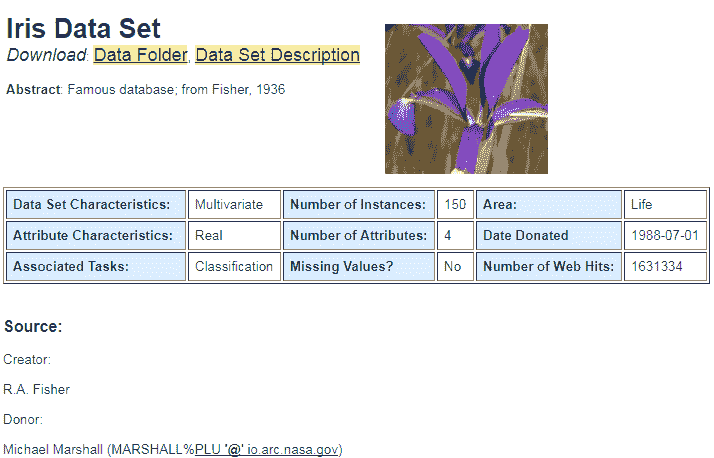 Iris Data Set
Download: Data Folder, Data Set Description
Abstract: Famous database; from Fisher, 1936
Data Set Characteristics: Multivariate Number of Instances: 150 Area: Life
Attribute Characteristics: Real Number of Attributes: 4 Date Donated 1988-07-01
Associated Tasks: Classification Missing Values? No Number of Web Hits: 1631334
Source:
Creator:
R.A. Fisher
Donor:
Michael Marshall (MARSHALL%PLU '@' io.arc.nasa.gov)